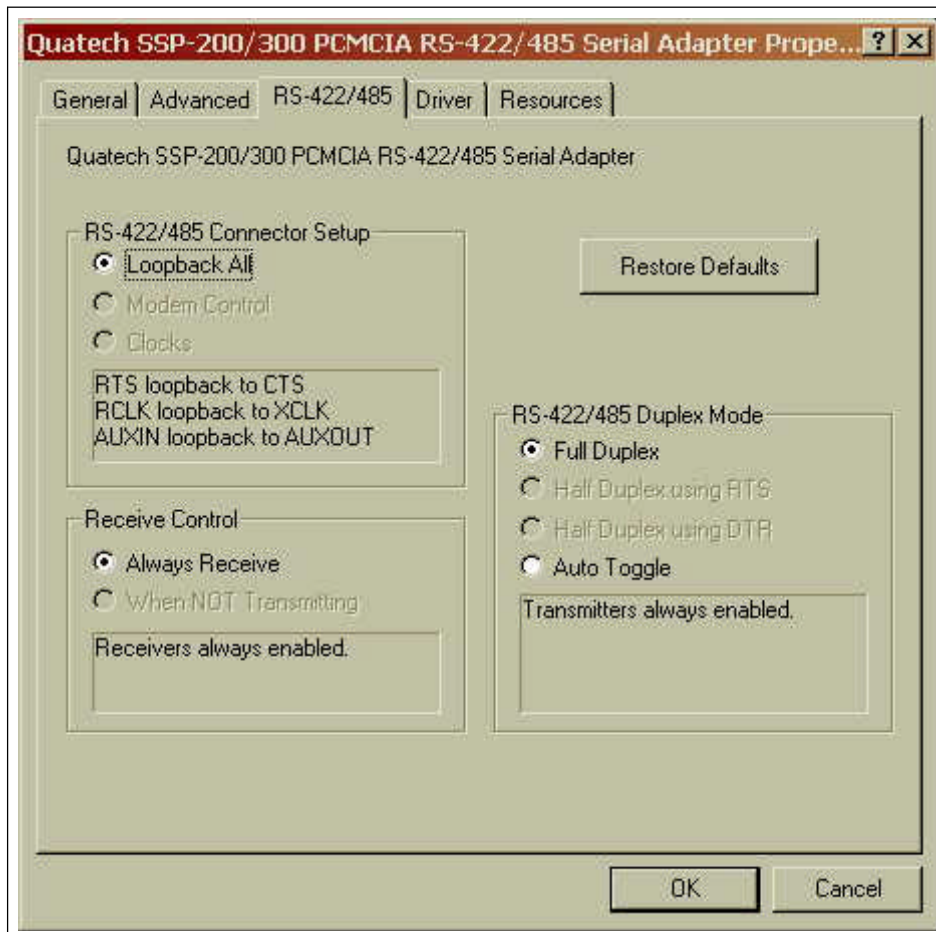 Quatech SSP-200/300 PCMCIA RS-422/485 Serial Adapter Prope... ? X
General Advanced RS-422/485 Driver Resources
Quatech SSP-200/300 PCMCIA RS-422/485 Serial Adapter
RS-422/485 Connector Setup
Loopback All
Modem Control
Clocks
RTS loopback to CTS
RCLK loopback to XCLK
AUXIN loopback to AUXOUT
Restore Defaults
Receive Control
Always Receive
When NOT Transmitting
Receivers always enabled.
RS-422/485 Duplex Mode
Full Duplex
Half Duplex using RTS
Half Duplex using DTR
Auto Toggle
Transmitters always enabled.
OK Cancel